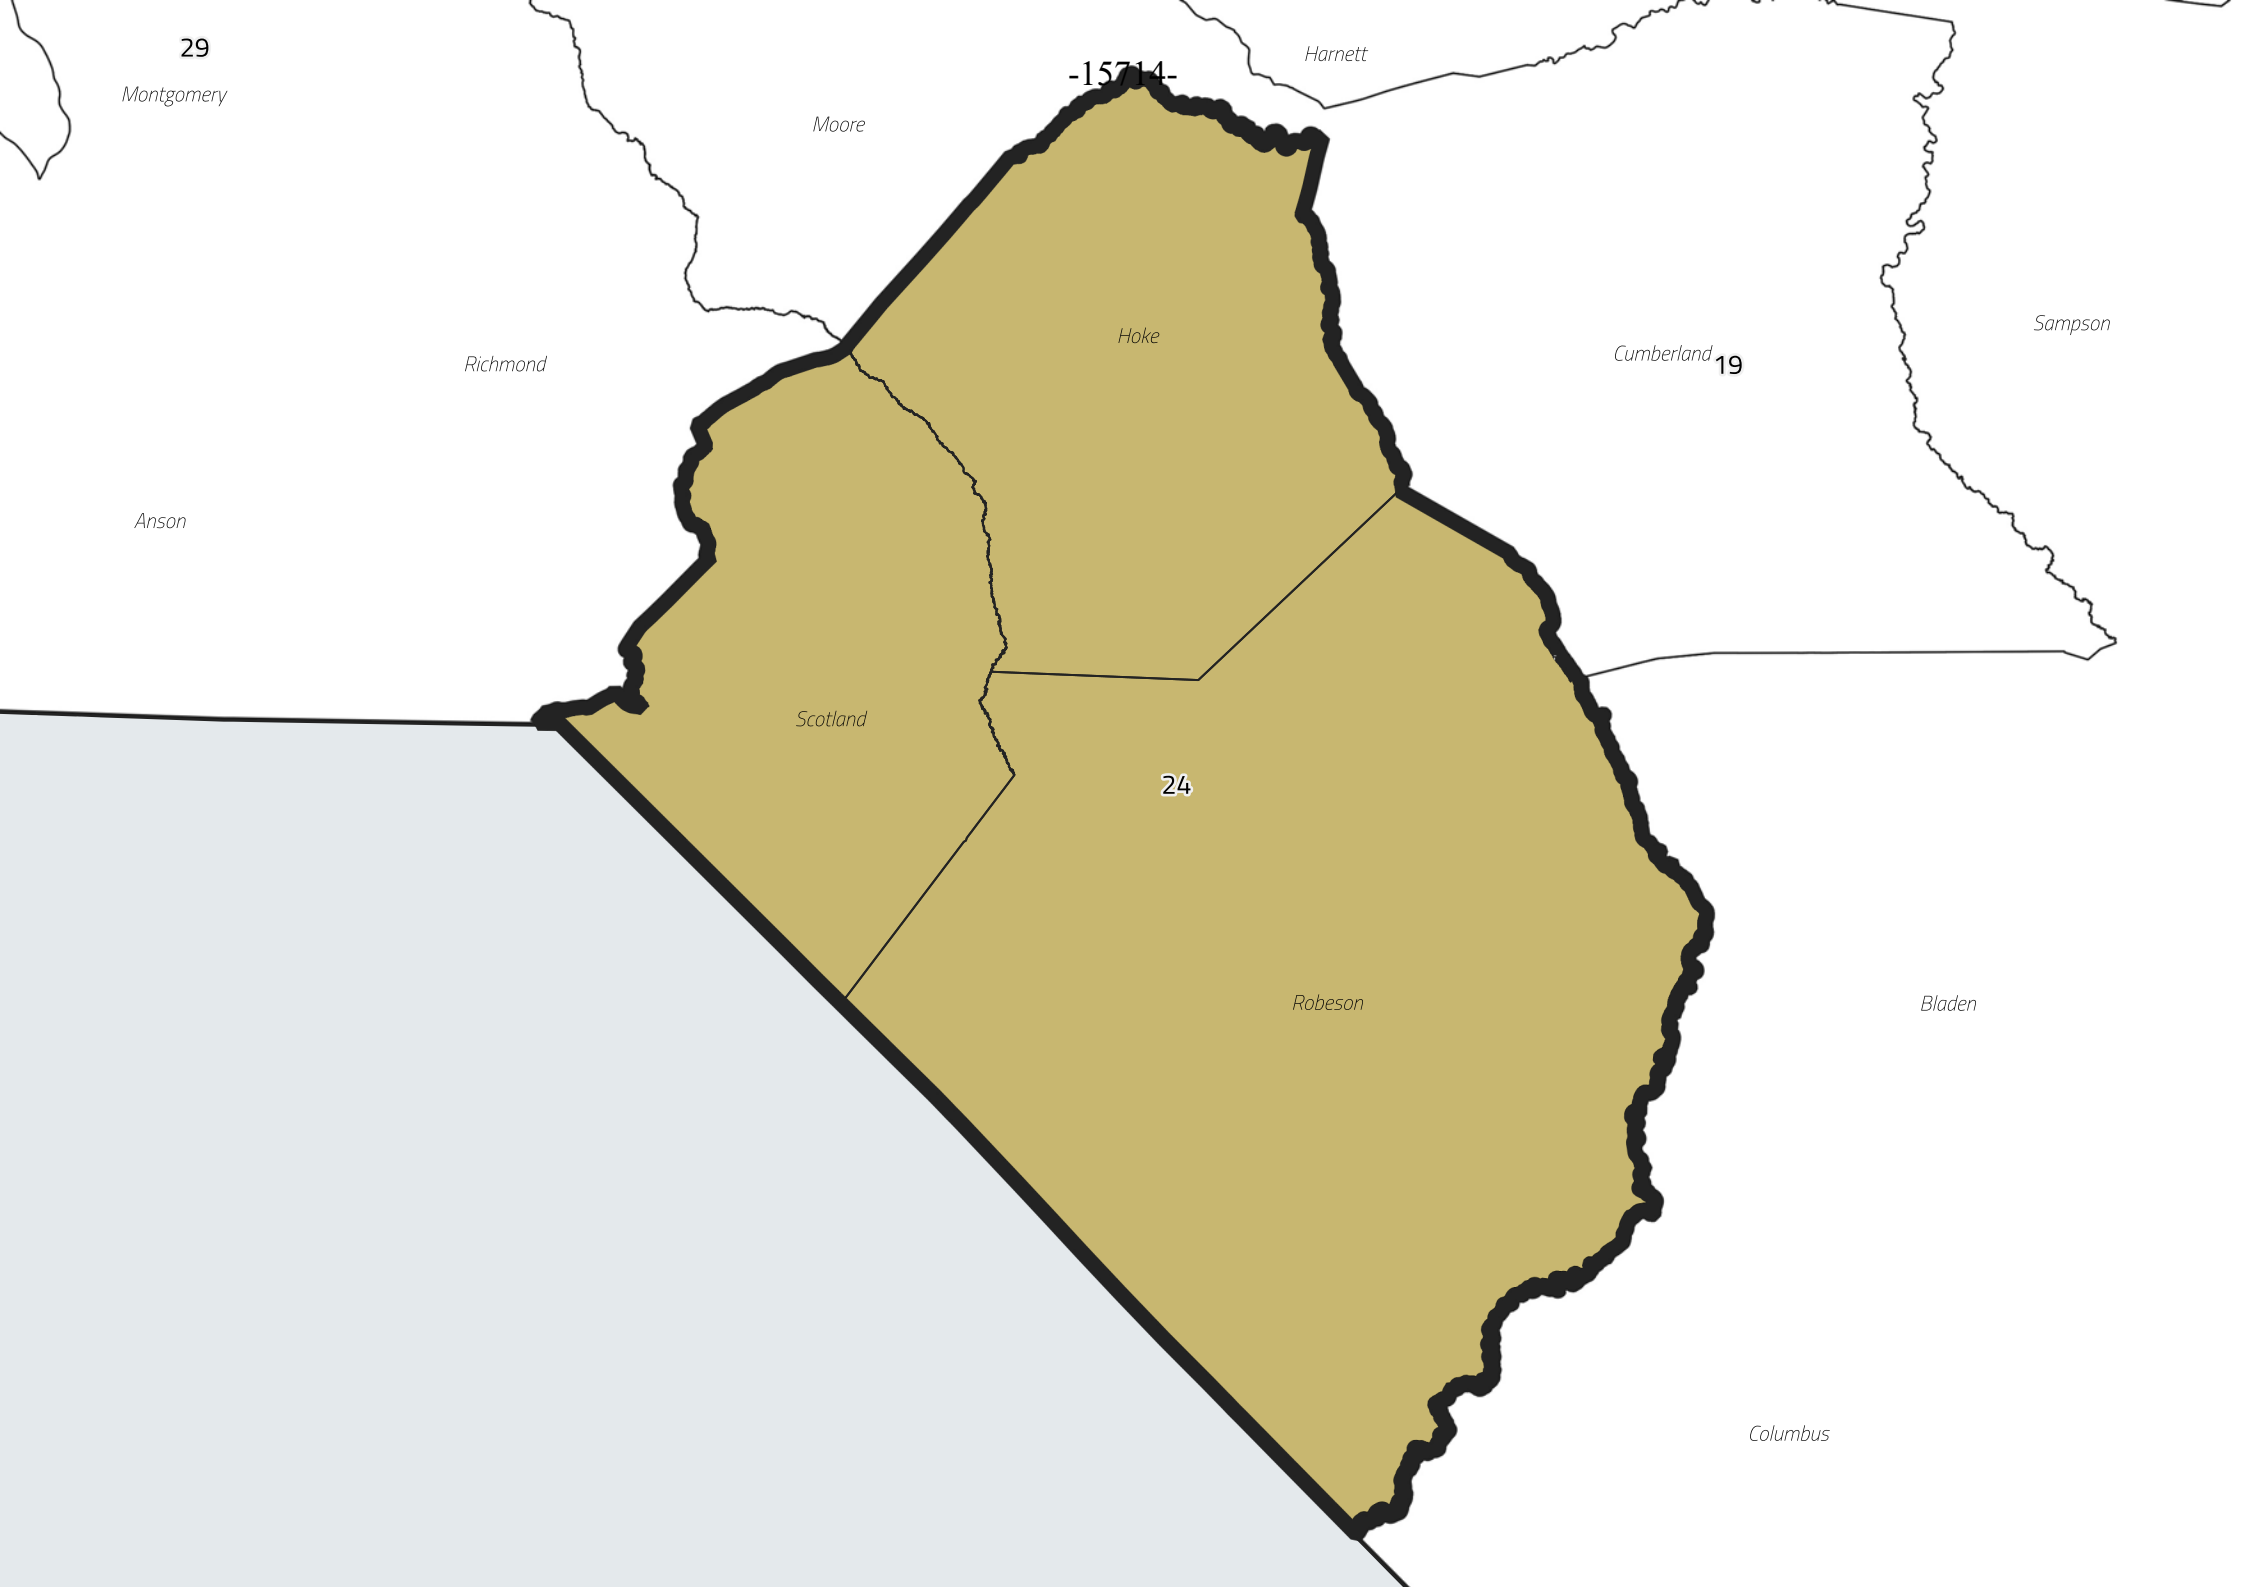 29
Montgomery
Harnett
-15714-
Moore
Hoke
Sampson
Cumberland 19
Richmond
Anson
Scotland
24
Robeson
Bladen
Columbus